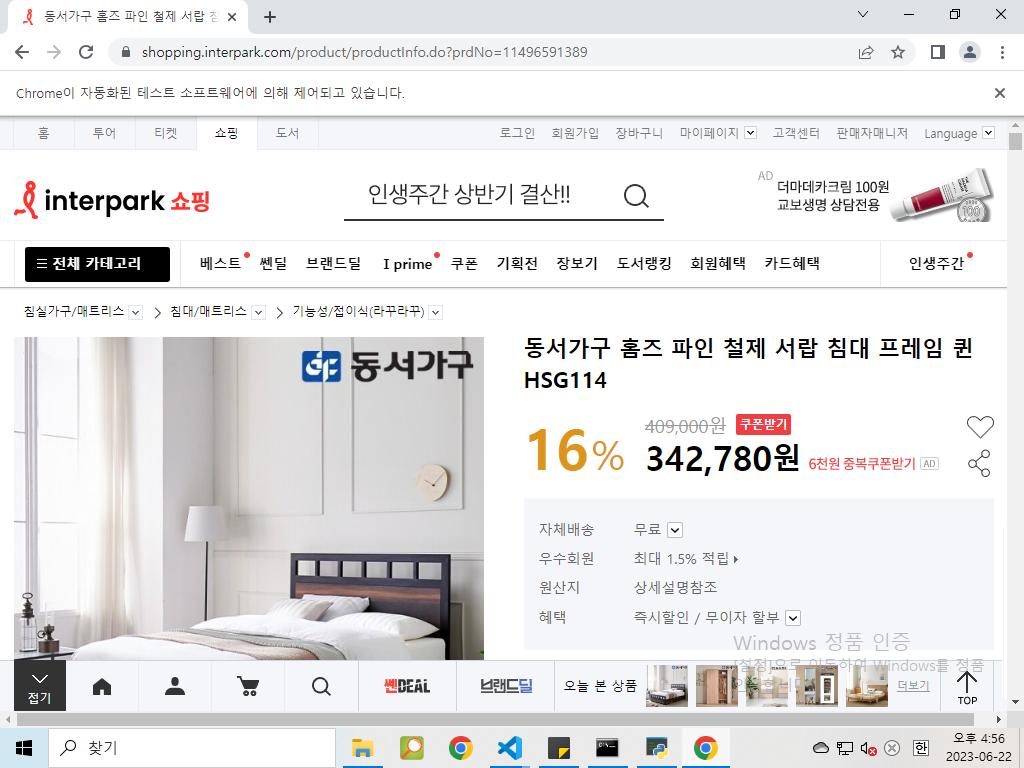 동서가구 홈즈 파인 철제 서랍 침
shopping.interpark.com/product/productInfo.do?prdNo=11496591389
Chrome이 자동화된 테스트 소프트웨어에 의해 제어되고 있습니다.
홈 투어 티켓 쇼핑 도서 로그인 회원가입 장바구니 마이페이지 고객센터 판매자매니저 Language
interpark 쇼핑
인생주간 상반기 결산!!
AD 더마데카크림 100원
교보생명 상담전용
전체 카테고리 베스트 쎈딜 브랜드딜 I prime 쿠폰 기획전 장보기 도서랭킹 회원혜택 카드혜택 인생주간
침실가구/매트리스 침대/매트리스 기능성/접이식(라꾸라꾸)
동서가구
동서가구 홈즈 파인 철제 서랍 침대 프레임 퀸
HSG114
16% 409,000원 쿠폰받기
342,780원 6천원 중복쿠폰받기 AD
자체배송 무료
우수회원 최대 1.5% 적립
원산지 상세설명참조
혜택 즉시할인 / 무이자 할부
Windows 정품 인증
[설정]으로 이동하여 Windows를 정품
접기 쎈DEAL 브랜드딜 오늘 본 상품 더보기 TOP
찾기
한
오후 4:56
2023-06-22